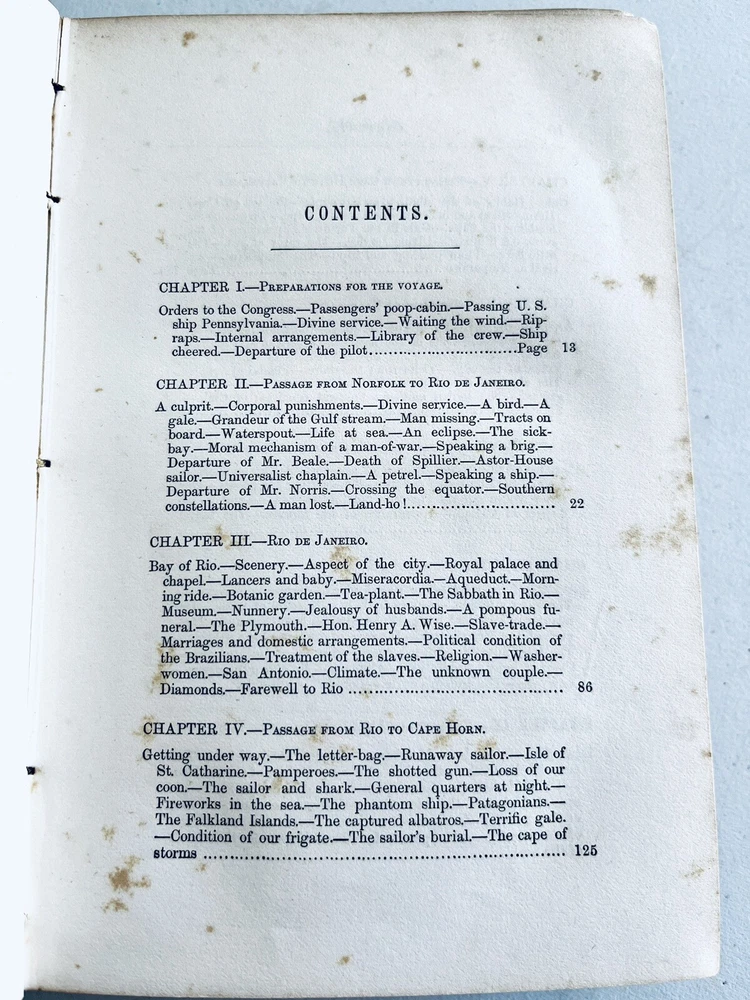 CONTENTS.
CHAPTER I.—Preparations for the voyage.
Orders to the Congress.—Passengers' poop-cabin.—Passing U. S.
ship Pennsylvania.—Divine service.—Waiting the wind.—Rip-
raps.—Internal arrangements.—Library of the crew.—Ship
cheered.—Departure of the pilot..............................Page 13
CHAPTER II.—Passage from Norfolk to Rio de Janeiro.
A culprit.—Corporal punishments.—Divine service.—A bird.—A
gale.—Grandeur of the Gulf stream.—Man missing.—Tracts on
board.—Waterspout.—Life at sea.—An eclipse.—The sick-
bay.—Moral mechanism of a man-of-war.—Speaking a brig.—
Departure of Mr. Beale.—Death of Spillier.—Astor-House
sailor.—Universalist chaplain.—A petrel.—Speaking a ship.—
Departure of Mr. Norris.—Crossing the equator.—Southern
constellations.—A man lost.—Land-ho!.............................. 22
CHAPTER III.—Rio de Janeiro.
Bay of Rio.—Scenery.—Aspect of the city.—Royal palace and
chapel.—Lancers and baby.—Miseracordia.—Aqueduct.—Morn-
ing ride.—Botanic garden.—Tea-plant.—The Sabbath in Rio.—
Museum.—Nunnery.—Jealousy of husbands.—A pompous fu-
neral.—The Plymouth.—Hon. Henry A. Wise.—Slave-trade.—
Marriages and domestic arrangements.—Political condition of
the Brazilians.—Treatment of the slaves.—Religion.—Washer-
women.—San Antonio.—Climate.—The unknown couple.—
Diamonds.—Farewell to Rio .......................................... 86
CHAPTER IV.—Passage from Rio to Cape Horn.
Getting under way.—The letter-bag.—Runaway sailor.—Isle of
St. Catharine.—Pamperoes.—The shotted gun.—Loss of our
coon.—The sailor and shark.—General quarters at night.—
Fireworks in the sea.—The phantom ship.—Patagonians.—
The Falkland Islands.—The captured albatros.—Terrific gale.
—Condition of our frigate.—The sailor's burial.—The cape of
storms ...................................................................... 125